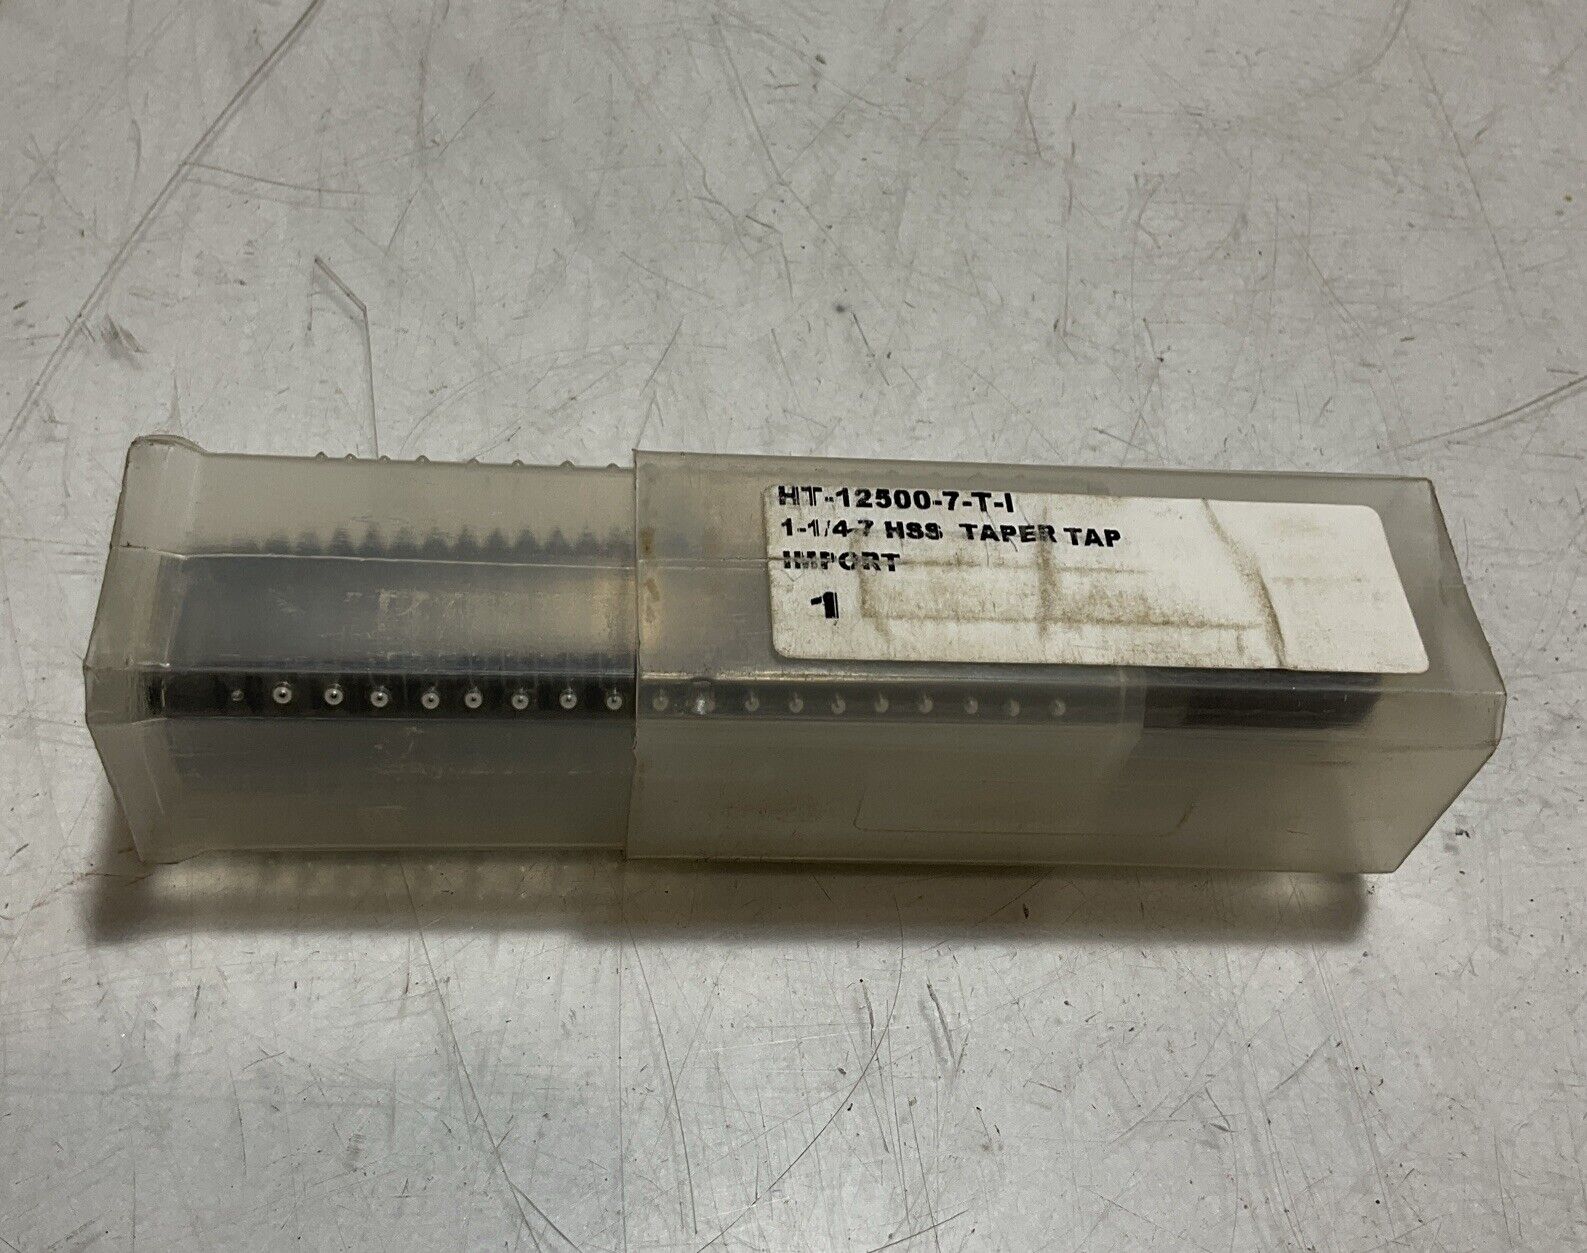 HT-12500-7-T-I
1-1/4-7 HSS TAPER TAP
IMPORT
1